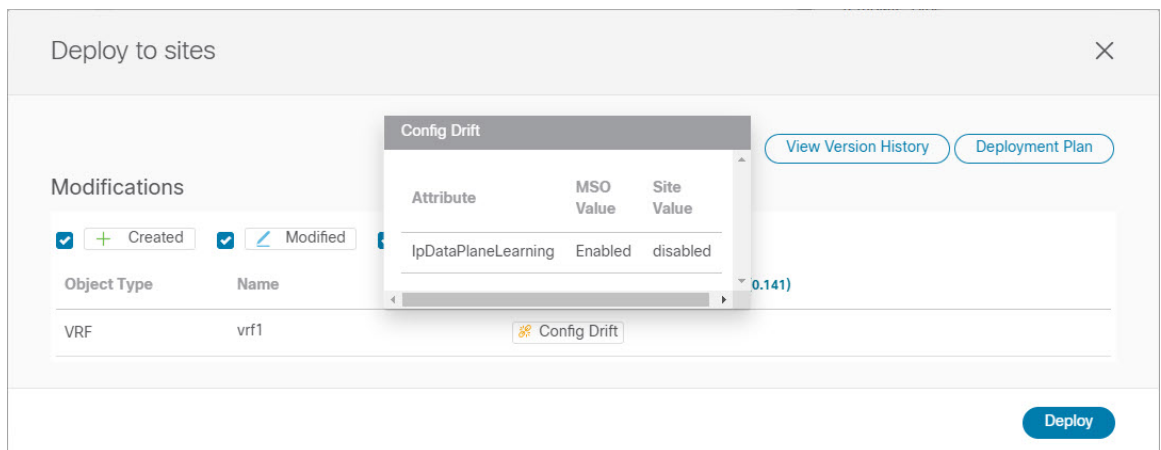 Deploy to sites
Config Drift
View Version History
Deployment Plan
Attribute
MSO
Value
Site
Value
IpDataPlaneLearning Enabled disabled
Modifications
Created
Modified
Object Type
Name
0.141)
VRF
vrf1
Config Drift
Deploy